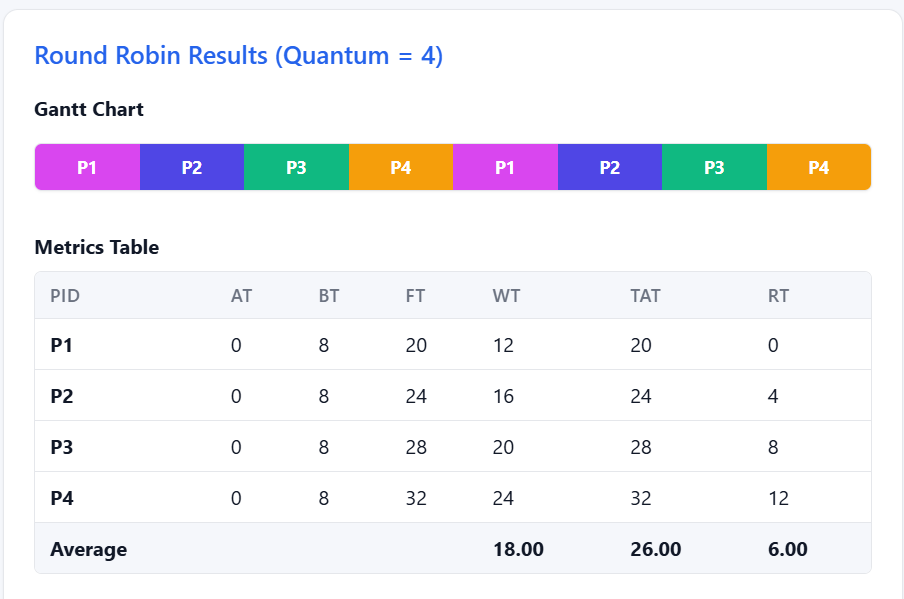 Round Robin Results (Quantum = 4)
Gantt Chart
P1 P2 P3 P4 P1 P2 P3 P4
Metrics Table
PID AT BT FT WT TAT RT
P1 0 8 20 12 20 0
P2 0 8 24 16 24 4
P3 0 8 28 20 28 8
P4 0 8 32 24 32 12
Average 18.00 26.00 6.00